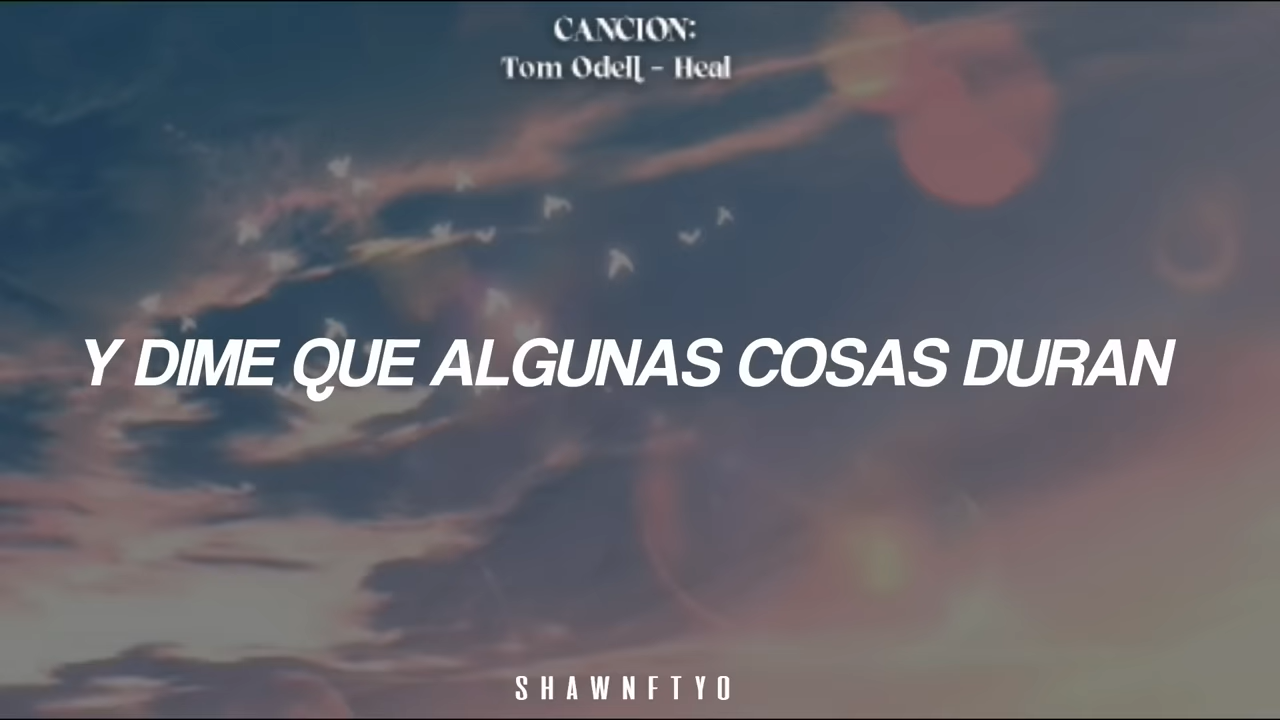 CANCION:
Tom Odell - Heal
Y DIME QUE ALGUNAS COSAS DURAN
SHAWNFTYO